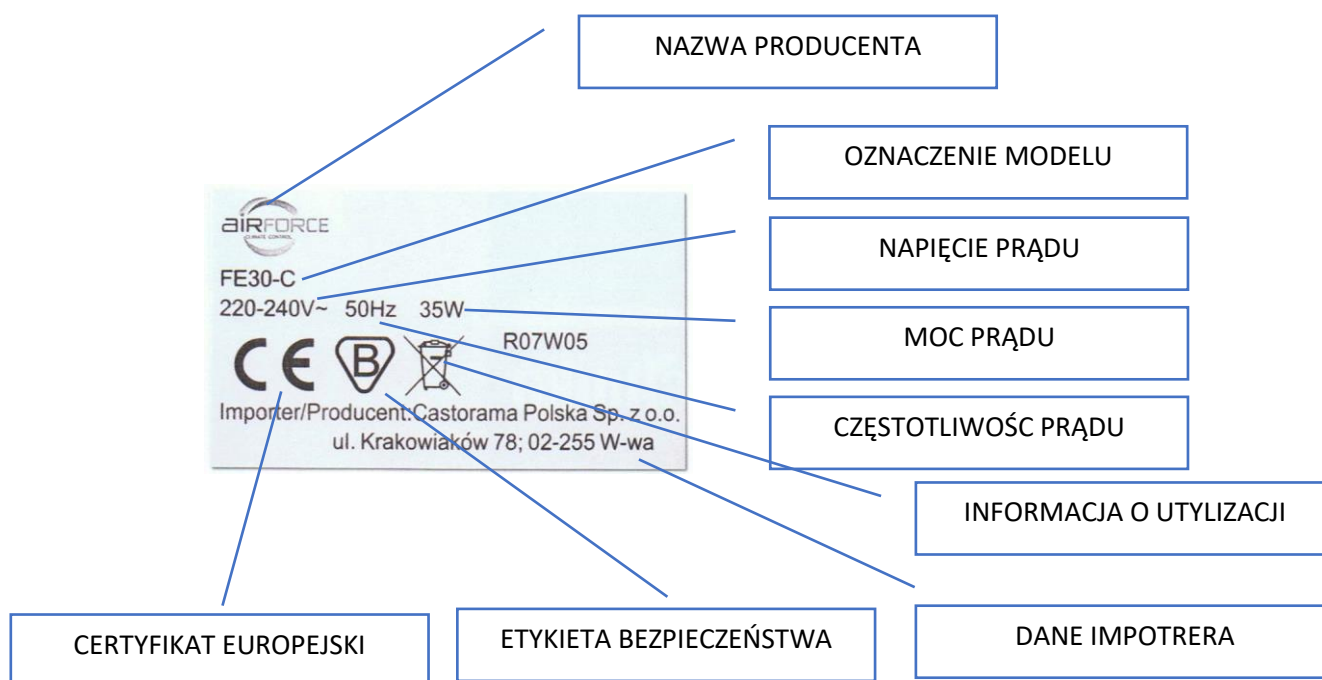 NAZWA PRODUCENTA
OZNACZENIE MODELU
NAPIĘCIE PRĄDU
MOC PRĄDU
CZĘSTOTLIWOŚC PRĄDU
INFORMACJA O UTYLIZACJI
DANE IMPOTRERA
ETYKIETA BEZPIECZEŃSTWA
CERTYFIKAT EUROPEJSKI
aiRFORCE
CLIMATE CONTROL
FE30-C
220-240V~ 50Hz 35W
R07W05
CE B
Importer/Producent:Castorama Polska Sp. z o.o.
ul. Krakowiaków 78; 02-255 W-wa